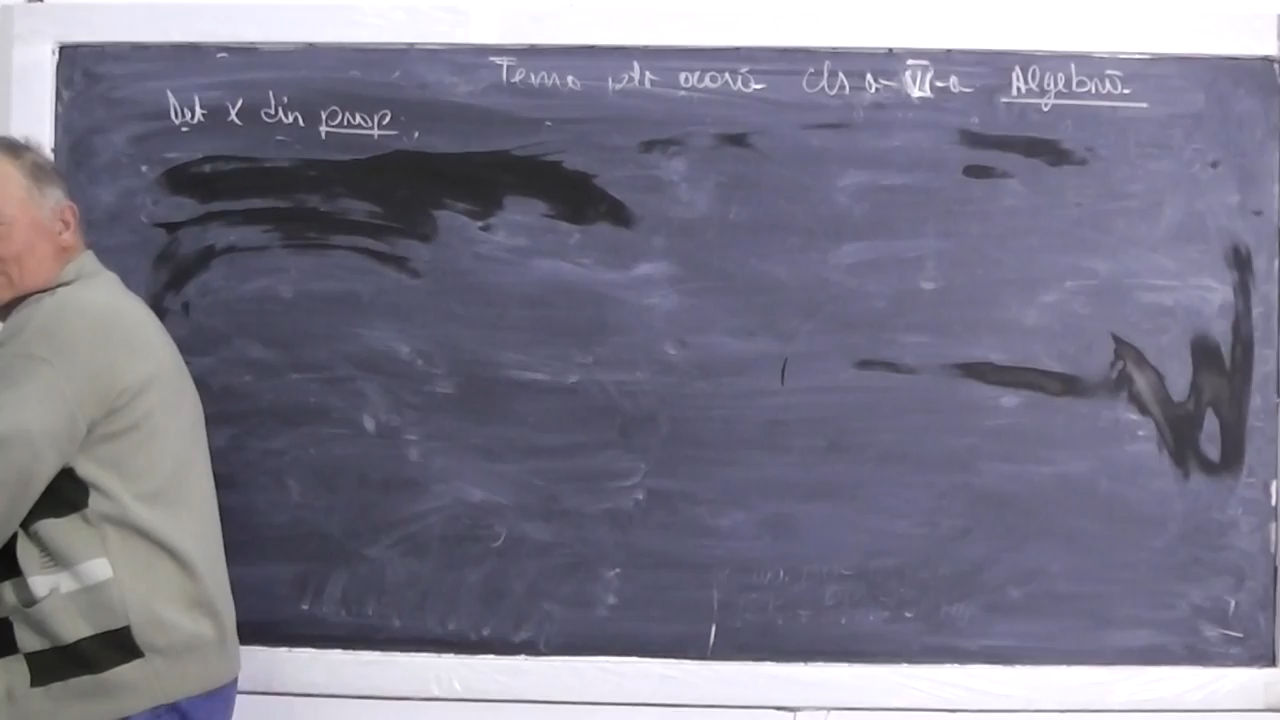 Tema ptr acasă cls a-VI-a Algebră
Det x din prop.